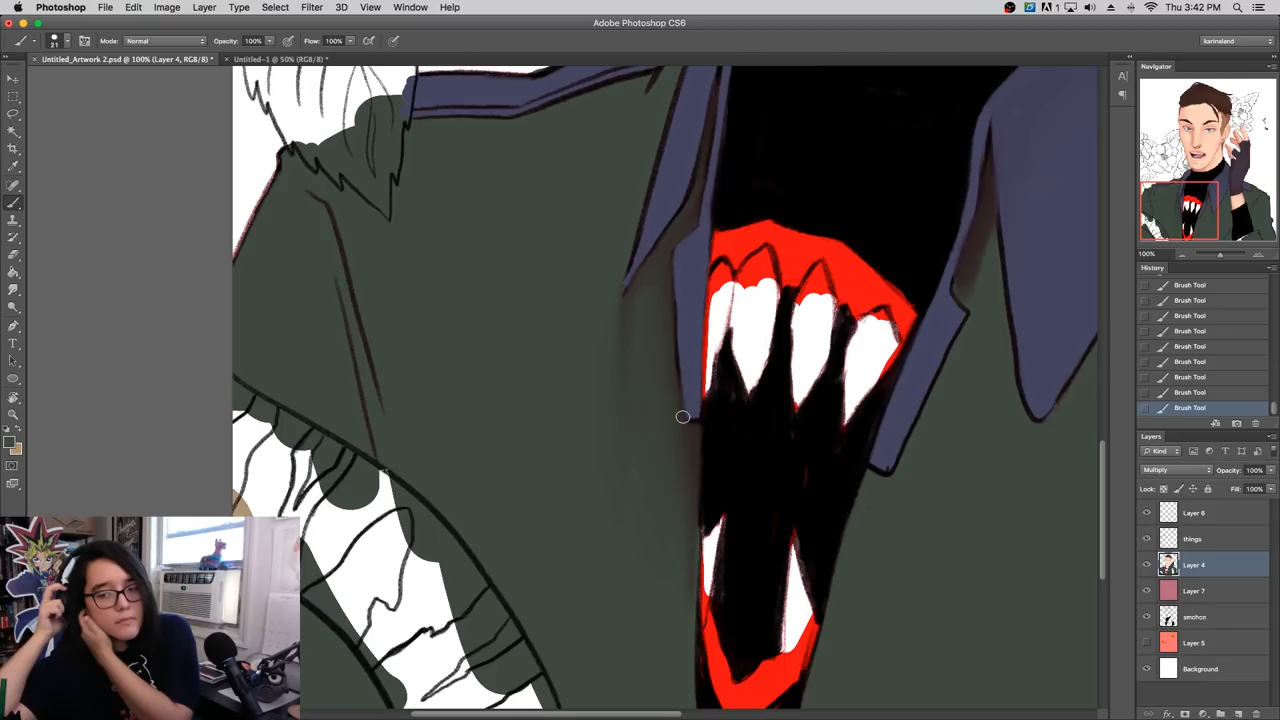 Photoshop File Edit Image Layer Type Select Filter 3D View Window Help
1 Thu 3:42 PM
Adobe Photoshop CS6
21 Mode: Normal Opacity: 100% Flow: 100% karinaland
Untitled_Artwork 2.psd @ 100% (Layer 4, RGB/8) * Untitled-1 @ 50% (RGB/8) *
Navigator
100%
History
Brush Tool
Brush Tool
Brush Tool
Brush Tool
Brush Tool
Brush Tool
Brush Tool
Brush Tool
Brush Tool
Layers
Kind
Multiply Opacity: 100%
Lock: Fill: 100%
Layer 6
things
Layer 4
Layer 7
smchcn
Layer 5
Background
fx